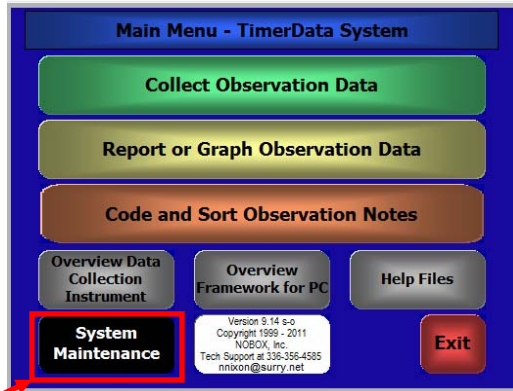 Main Menu - TimerData System
Collect Observation Data
Report or Graph Observation Data
Code and Sort Observation Notes
Overview Data
Collection
Instrument
Overview
Framework for PC
Help Files
System
Maintenance
Version 9.14 s-o
Copyright 1999 - 2011
NOBOX, Inc.
Tech Support at 336-356-4585
nnixon@surry.net
Exit